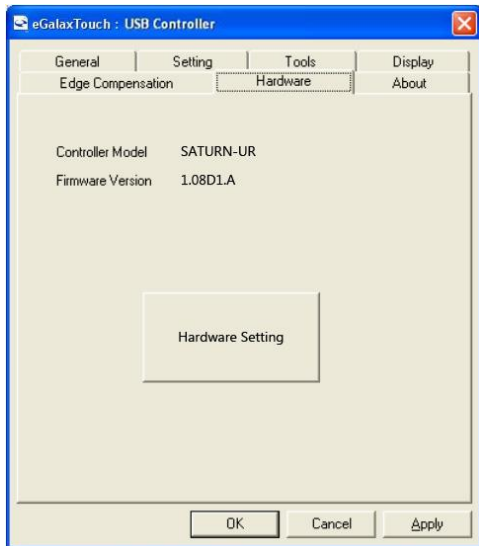 eGalaxTouch : USB Controller
General Setting Tools Display
Edge Compensation Hardware About
Controller Model SATURN-UR
Firmware Version 1.08D1.A
Hardware Setting
OK Cancel Apply